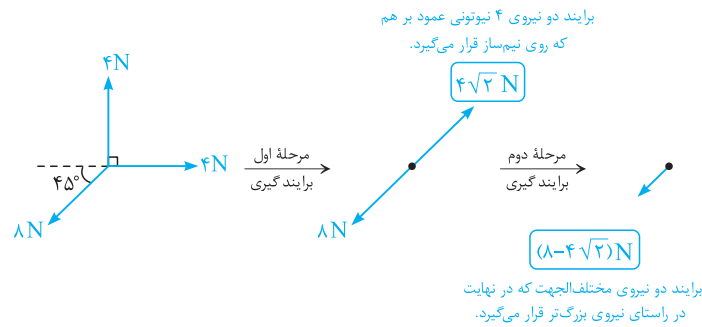 برایند دو نیروی ۴ نیوتونی عمود بر هم
که روی نیم‌ساز قرار می‌گیرد.
۴√۲ N
۴N
۴N
۴۵°
۸N
مرحلهٔ اول
برایند گیری
۸N
مرحلهٔ دوم
برایندگیری
(۸−۴√۲)N
برایند دو نیروی مختلف‌الجهت که در نهایت
در راستای نیروی بزرگ‌تر قرار می‌گیرد.